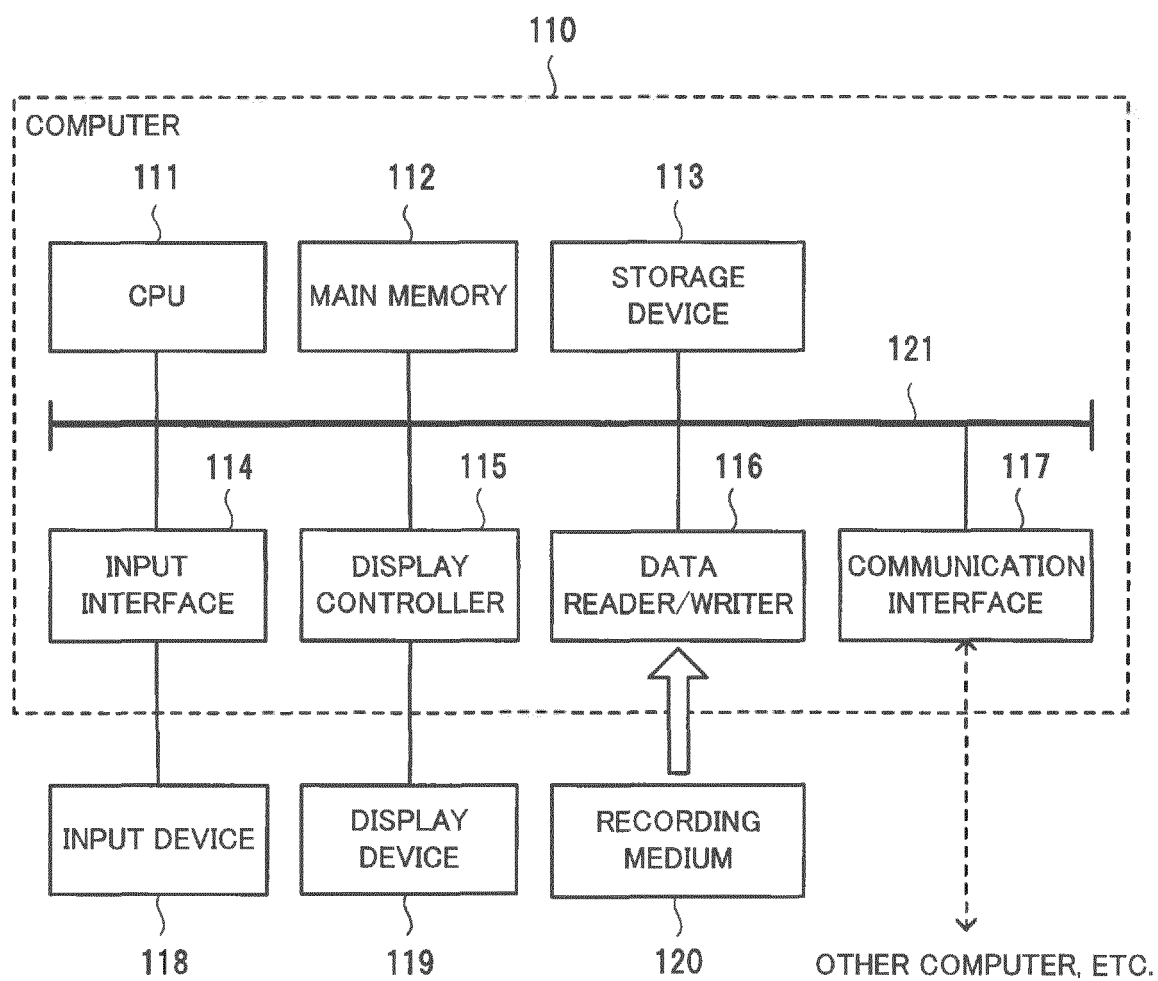 110
COMPUTER
111
112
113
CPU
MAIN MEMORY
STORAGE
DEVICE
121
114
115
116
117
INPUT
INTERFACE
DISPLAY
CONTROLLER
DATA
READER/WRITER
COMMUNICATION
INTERFACE
INPUT DEVICE
DISPLAY
DEVICE
RECORDING
MEDIUM
118
119
120
OTHER COMPUTER, ETC.